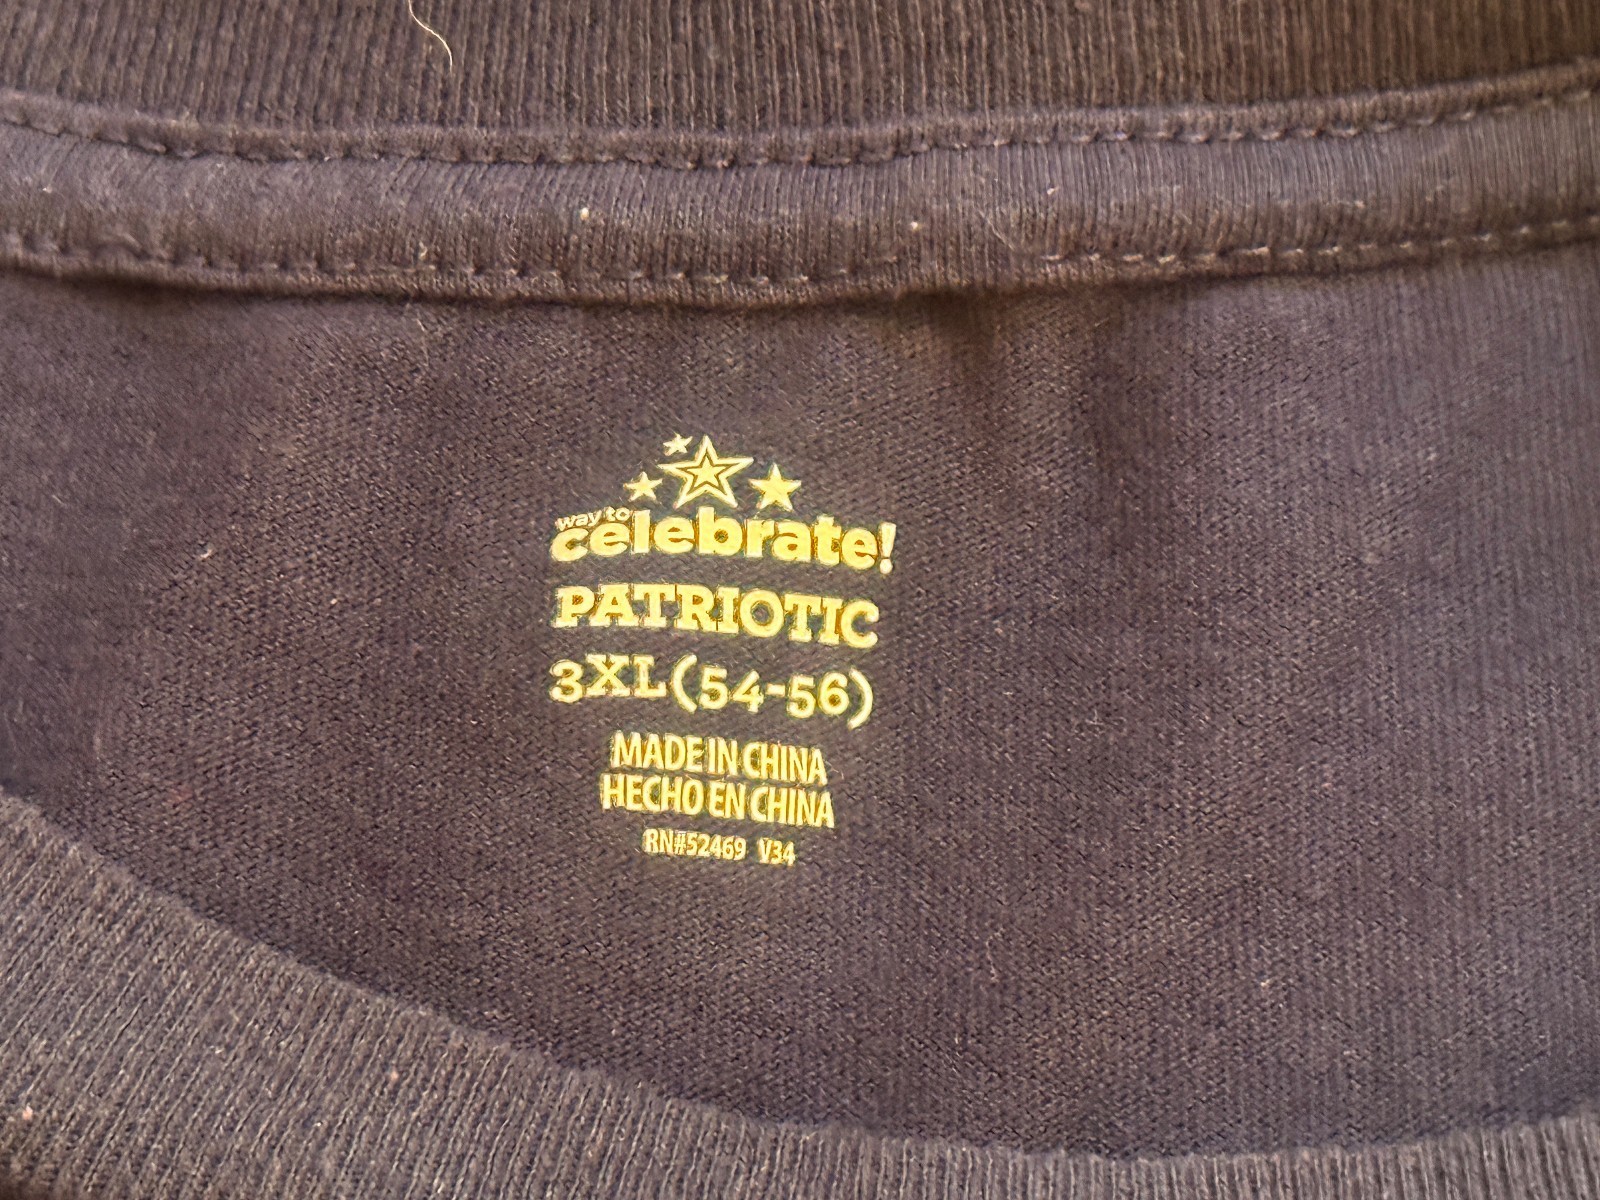 way to
celebrate!
PATRIOTIC
3XL(54-56)
MADE IN CHINA
HECHO EN CHINA
RN#52469 V34